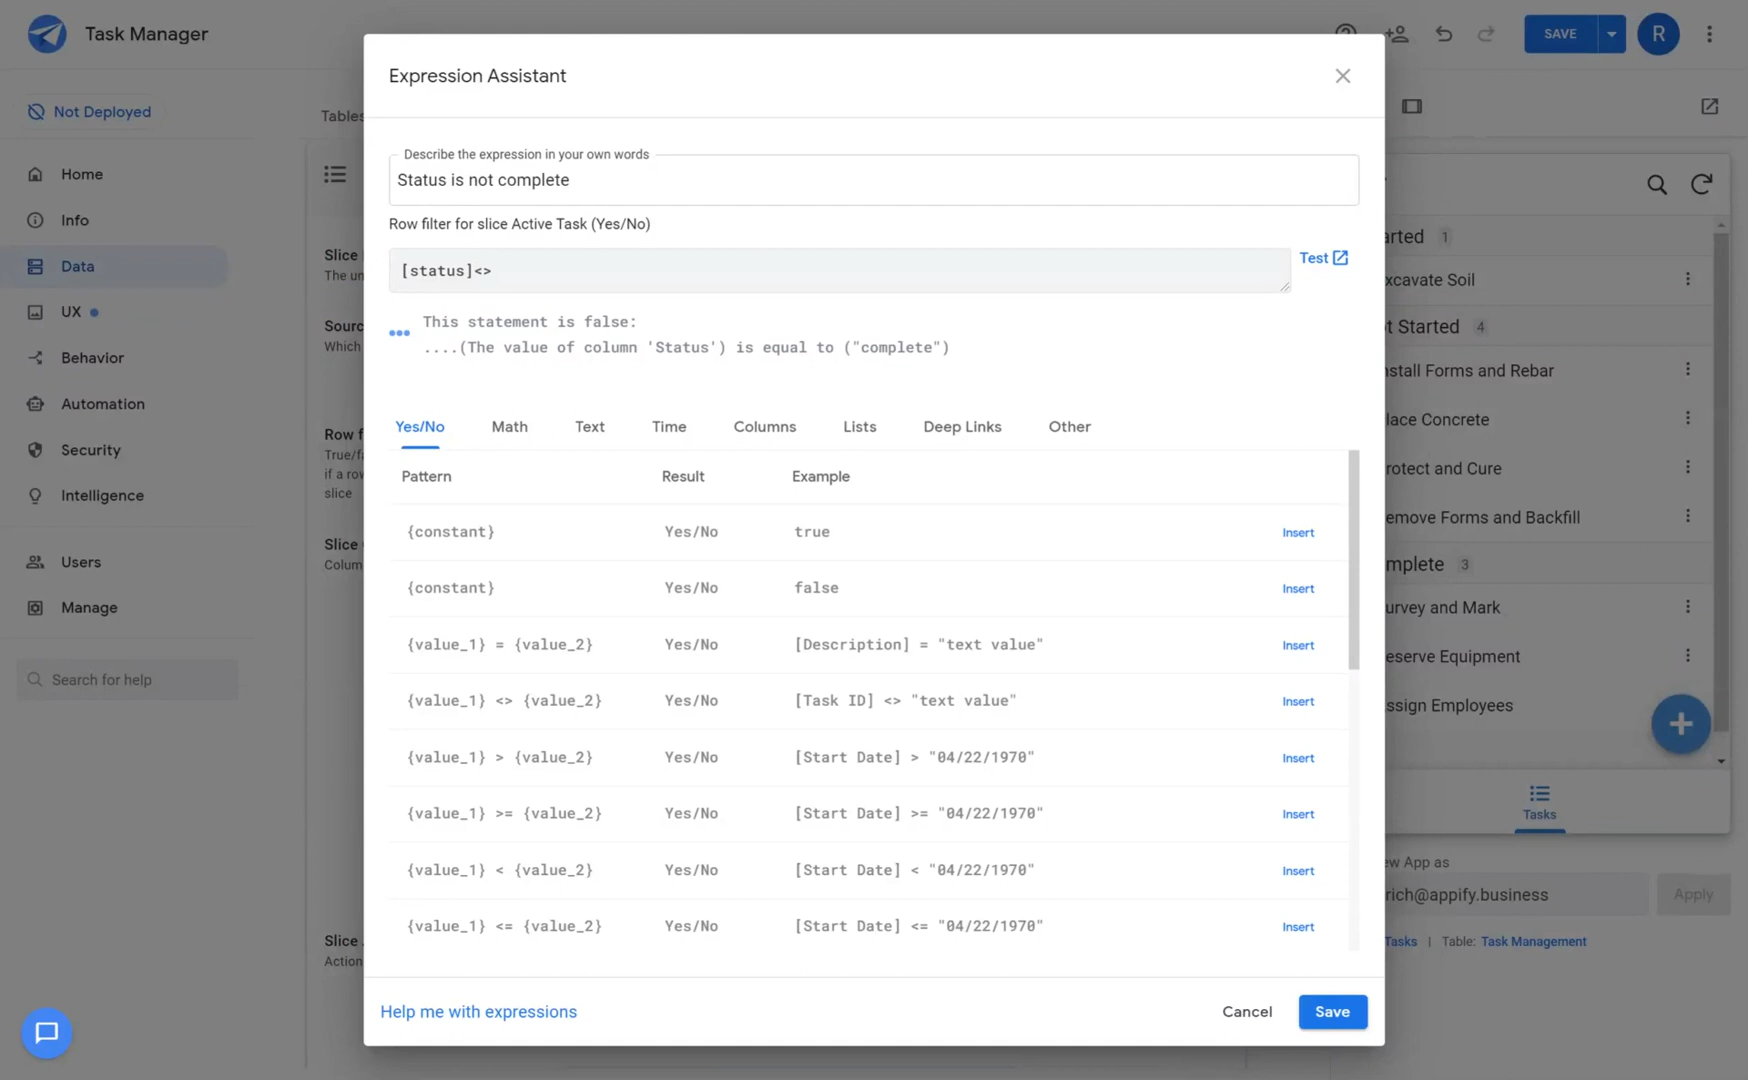 Task Manager
SAVE
R
Not Deployed
Tables
Home
Info
Data
UX
Behavior
Automation
Security
Intelligence
Users
Manage
Search for help
Slice
The un
Sourc
Which
Row f
True/fa
if a row
slice
Slice
Colum
Slice
Action
Expression Assistant
Describe the expression in your own words
Status is not complete
Row filter for slice Active Task (Yes/No)
[status]<>
Test
This statement is false:
....(The value of column 'Status') is equal to ("complete")
Yes/No Math Text Time Columns Lists Deep Links Other
Pattern Result Example
{constant} Yes/No true Insert
{constant} Yes/No false Insert
{value_1} = {value_2} Yes/No [Description] = "text value" Insert
{value_1} <> {value_2} Yes/No [Task ID] <> "text value" Insert
{value_1} > {value_2} Yes/No [Start Date] > "04/22/1970" Insert
{value_1} >= {value_2} Yes/No [Start Date] >= "04/22/1970" Insert
{value_1} < {value_2} Yes/No [Start Date] < "04/22/1970" Insert
{value_1} <= {value_2} Yes/No [Start Date] <= "04/22/1970" Insert
Help me with expressions
Cancel
Save
arted 1
xcavate Soil
t Started 4
nstall Forms and Rebar
lace Concrete
rotect and Cure
emove Forms and Backfill
mplete 3
urvey and Mark
eserve Equipment
ssign Employees
Tasks
ew App as
rich@appify.business
Apply
Tasks | Table: Task Management